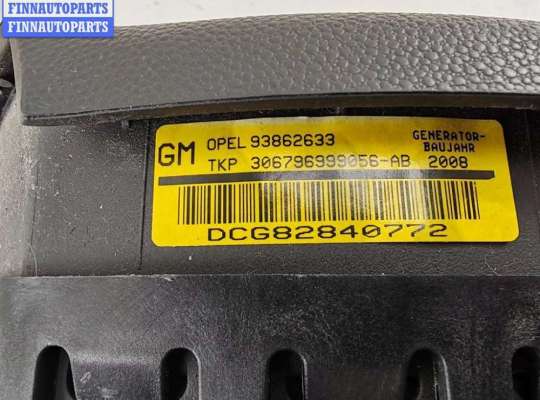 FINNAUTOPARTS
FINNAUTOPARTS
GM OPEL 93862633 GENERATOR-
BAUJAHR
TKP 306796999056-AB 2008
DCG82840772